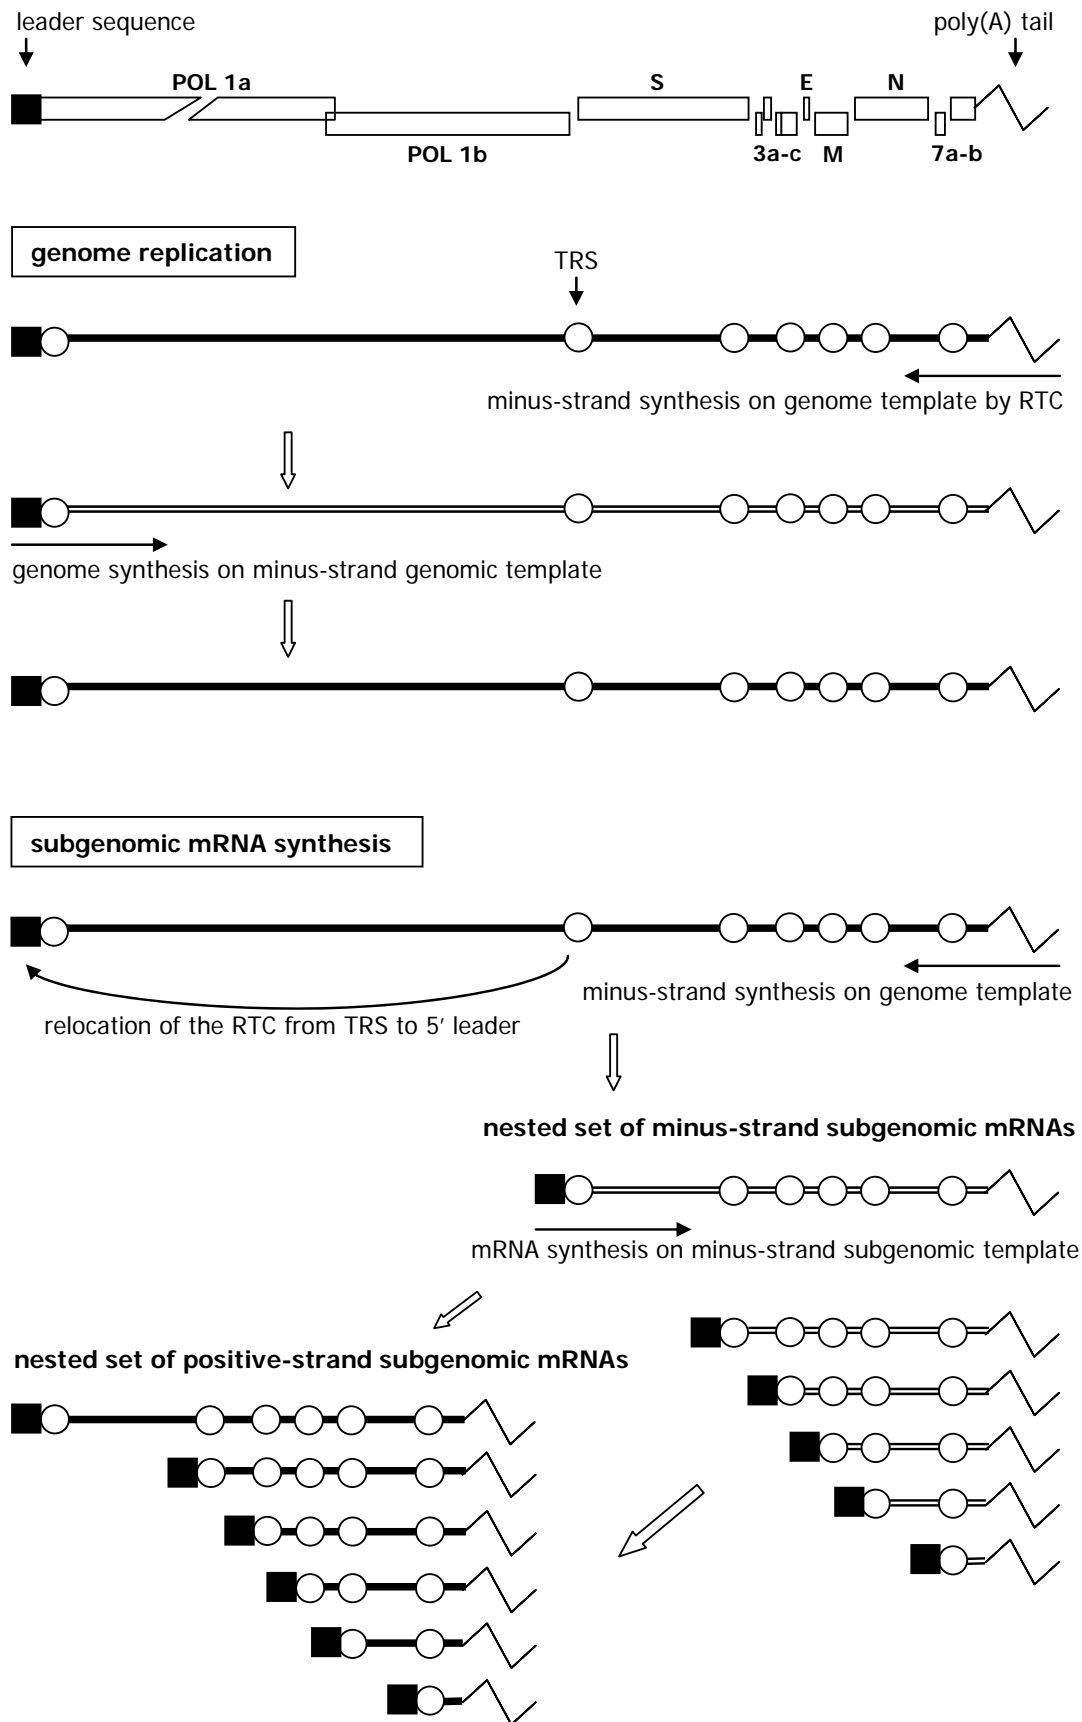 leader sequence
poly(A) tail
POL 1a
S
E
N
POL 1b
3a-c
M
7a-b
genome replication
TRS
minus-strand synthesis on genome template by RTC
genome synthesis on minus-strand genomic template
subgenomic mRNA synthesis
minus-strand synthesis on genome template
relocation of the RTC from TRS to 5′ leader
nested set of minus-strand subgenomic mRNAs
mRNA synthesis on minus-strand subgenomic template
nested set of positive-strand subgenomic mRNAs